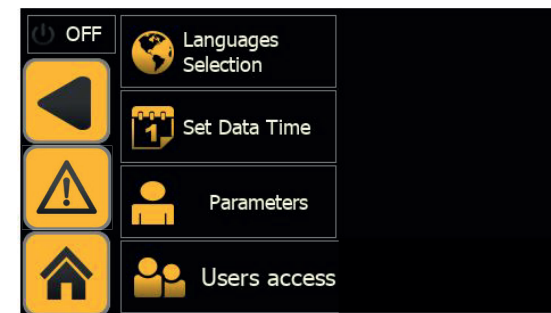 OFF
Languages
Selection
1
Set Data Time
Parameters
Users access